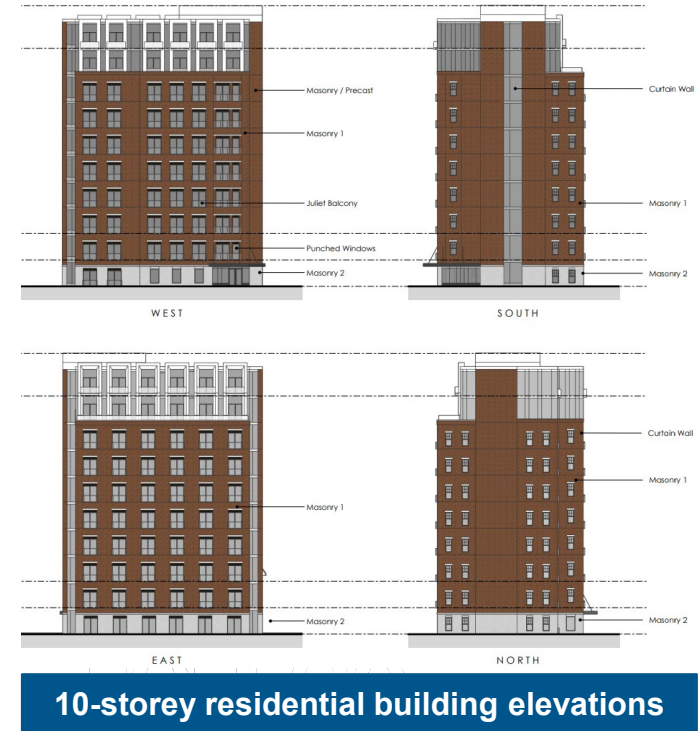 Masonry / Precast
Masonry 1
Juliet Balcony
Punched Windows
Masonry 2
WEST
Curtain Wall
Masonry 1
Masonry 2
SOUTH
Masonry 1
Masonry 2
EAST
Curtain Wall
Masonry 1
Masonry 2
NORTH
10-storey residential building elevations